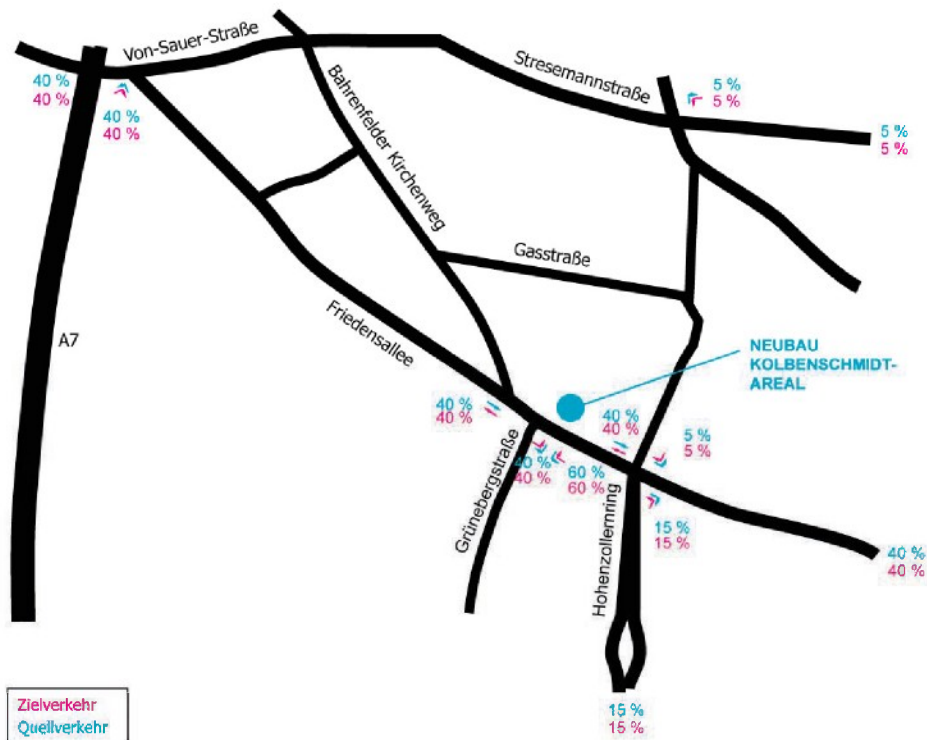 Von-Sauer-Straße
40 %
40 %
40 %
40 %
Bahrenfelder Kirchenweg
Stresemannstraße
5 %
5 %
5 %
5 %
Gasstraße
A7
Friedensallee
NEUBAU
KOLBENSCHMIDT-
AREAL
40 %
40 %
40 %
40 %
5 %
5 %
Grünebergstraße
40 %
40 %
60 %
60 %
Hohenzollernring
15 %
15 %
40 %
40 %
15 %
15 %
Zielverkehr
Quellverkehr